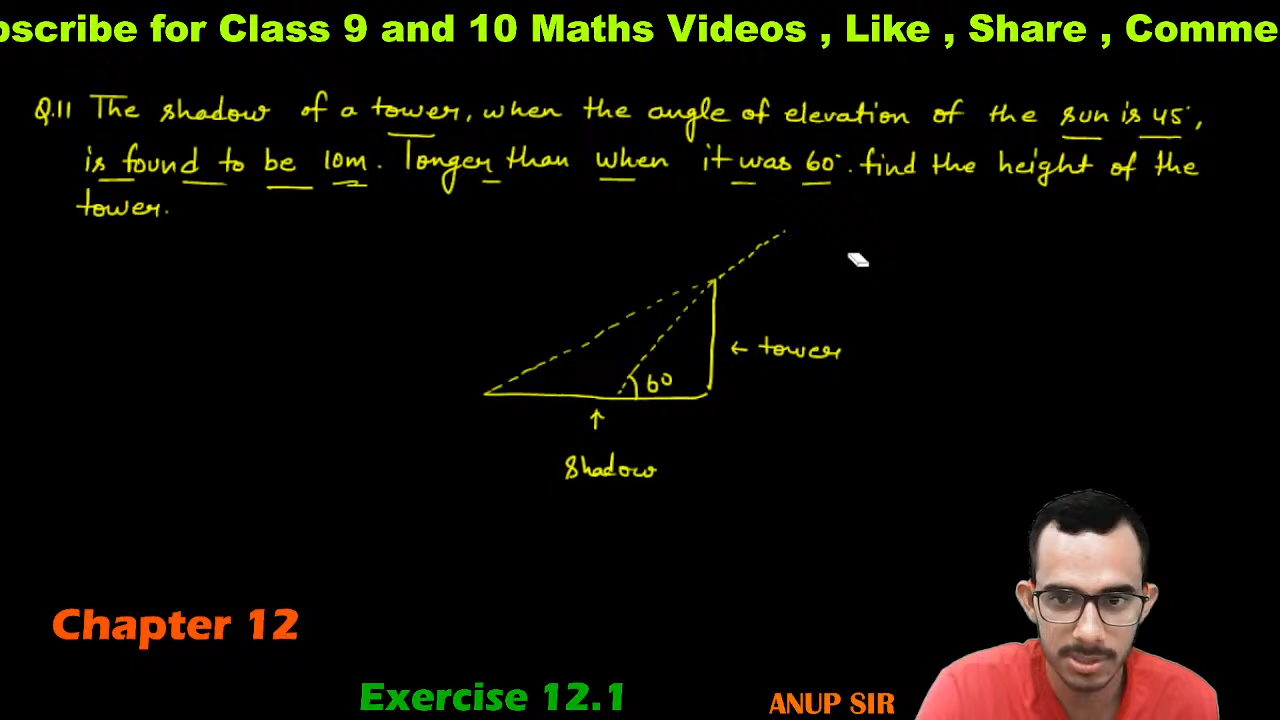 bscribe for Class 9 and 10 Maths Videos , Like , Share , Comme
Q.11 The shadow of a tower, when the angle of elevation of the sun is 45°,
is found to be 10m. Longer than when it was 60°. find the height of the
tower.
60
← tower
↑
shadow
Chapter 12
Exercise 12.1
ANUP SIR